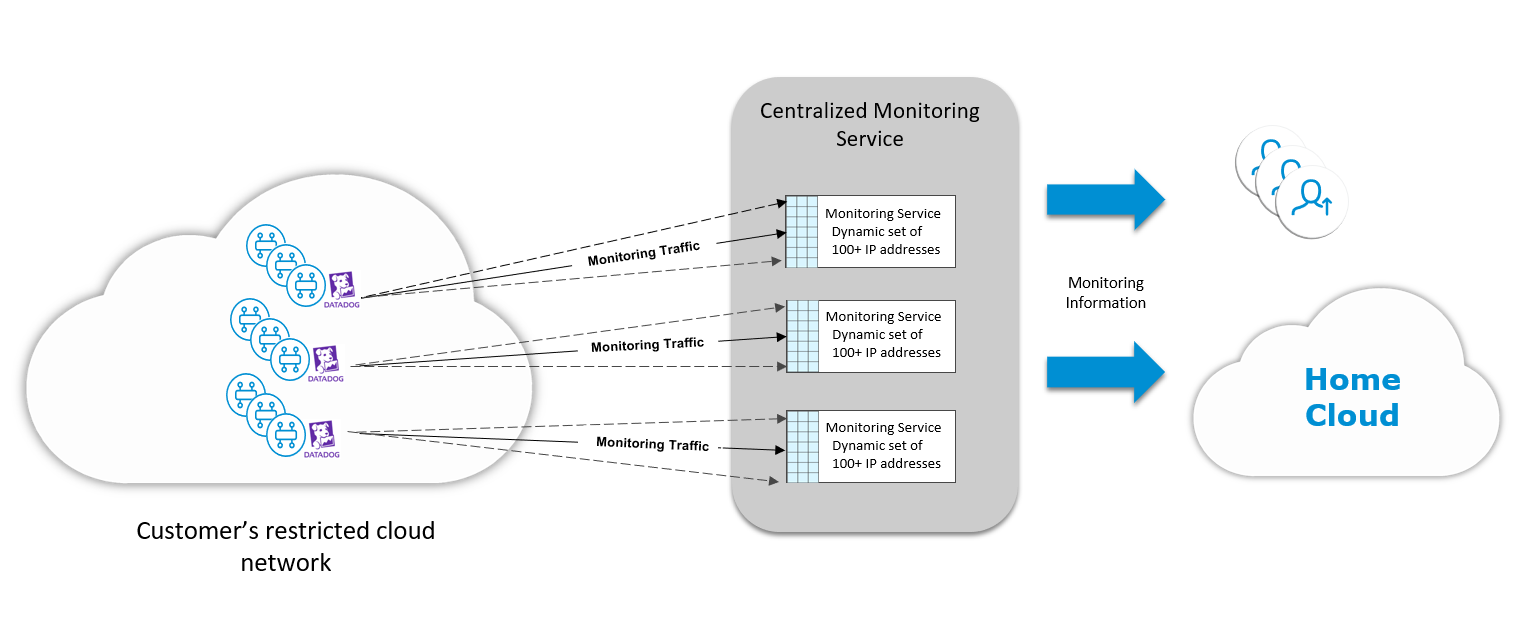 Centralized Monitoring
Service
Monitoring Service
Dynamic set of
100+ IP addresses
Monitoring Traffic
DATADOG
Monitoring Service
Dynamic set of
100+ IP addresses
Monitoring Traffic
DATADOG
Monitoring Service
Dynamic set of
100+ IP addresses
Monitoring Traffic
DATADOG
Monitoring
Information
Home
Cloud
Customer’s restricted cloud
network